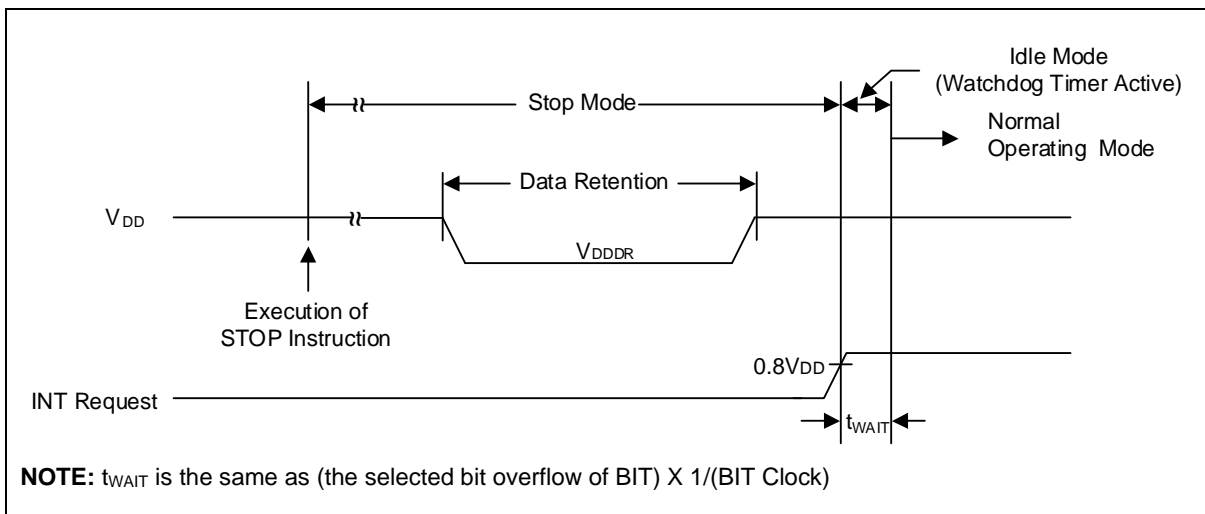 Idle Mode
(Watchdog Timer Active)
Stop Mode
Normal
Operating Mode
Data Retention
VDD
VDDDR
Execution of
STOP Instruction
0.8VDD
INT Request
tWAIT
NOTE: tWAIT is the same as (the selected bit overflow of BIT) X 1/(BIT Clock)